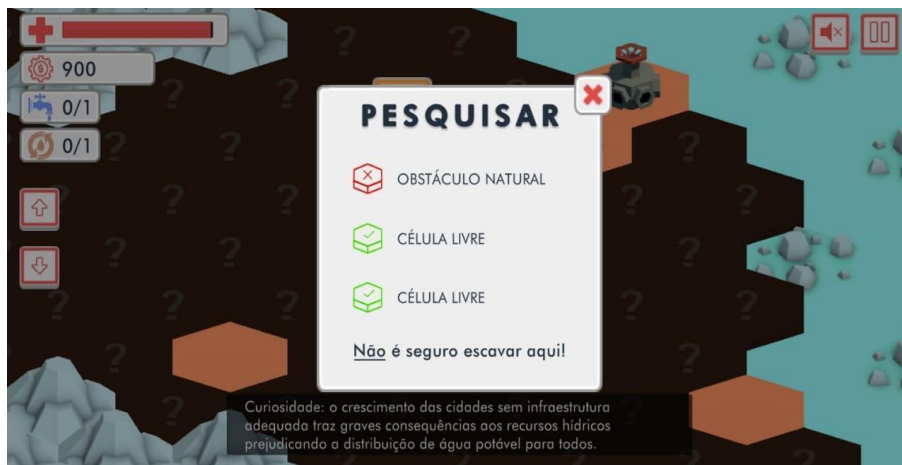 900
0/1
0/1
PESQUISAR
OBSTÁCULO NATURAL
CÉLULA LIVRE
CÉLULA LIVRE
Não é seguro escavar aqui!
Curiosidade: o crescimento das cidades sem infraestrutura
adequada traz graves consequências aos recursos hídricos
prejudicando a distribuição de água potável para todos.